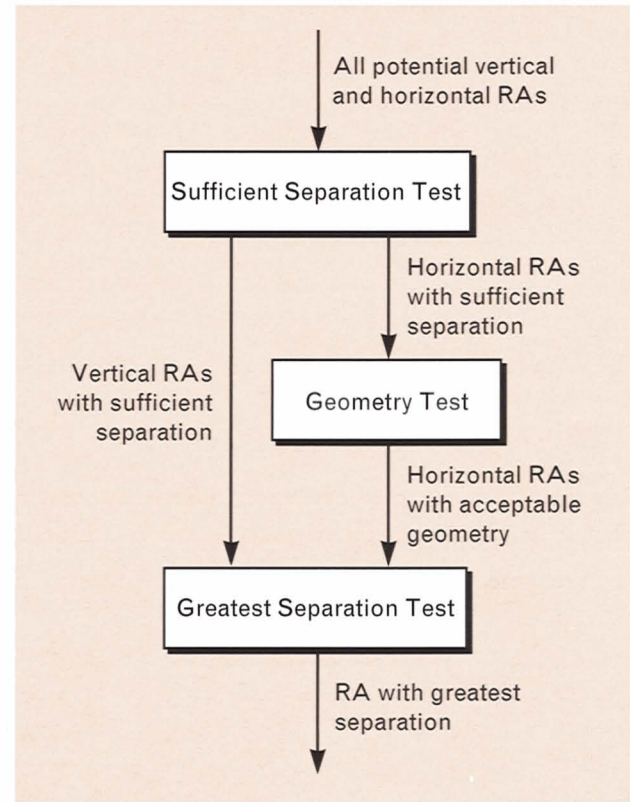 All potential vertical
and horizontal RAs
Sufficient Separation Test
Horizontal RAs
with sufficient
separation
Vertical RAs
with sufficient
separation
Geometry Test
Horizontal RAs
with acceptable
geometry
Greatest Separation Test
RA with greatest
separation